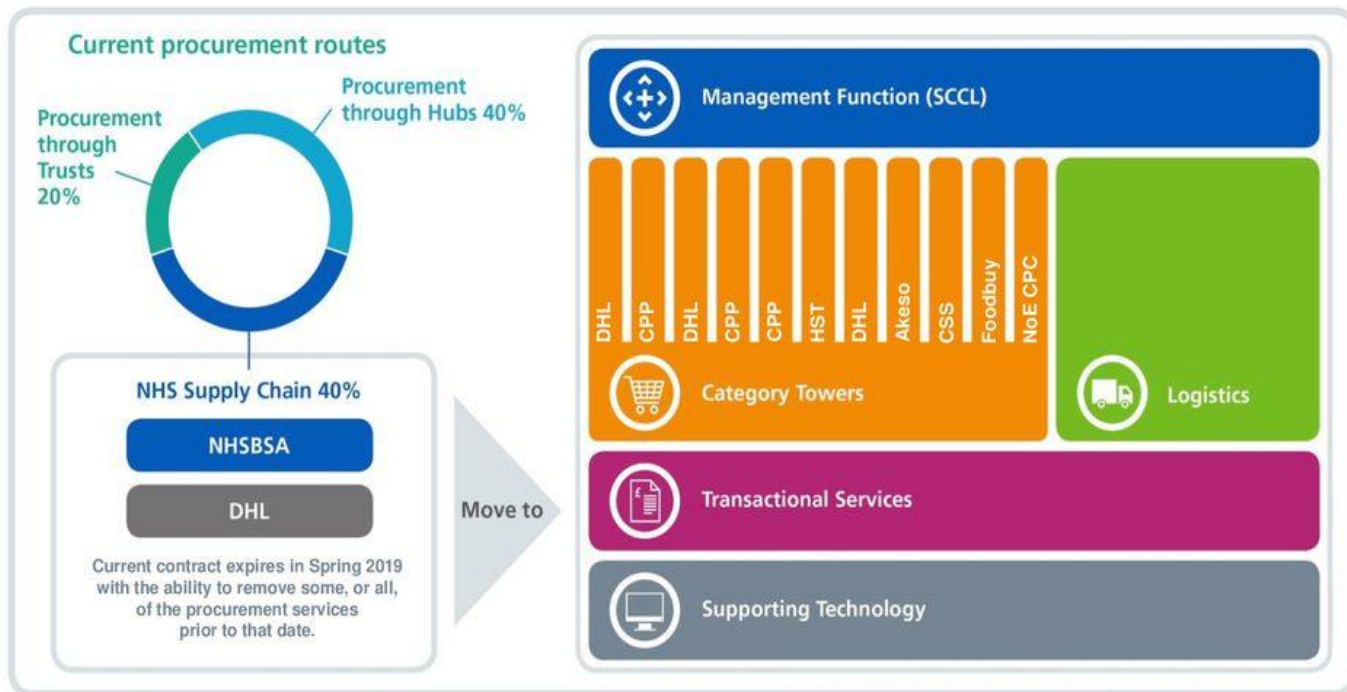 Current procurement routes
Procurement
through Hubs 40%
Procurement
through
Trusts
20%
NHS Supply Chain 40%
NHSBSA
DHL
Current contract expires in Spring 2019
with the ability to remove some, or all,
of the procurement services
prior to that date.
Move to
Management Function (SCCL)
DHL
CPP
DHL
CPP
CPP
HST
DHL
Akeso
CSS
Foodbuy
NoE CPC
Category Towers
Logistics
£
Transactional Services
Supporting Technology